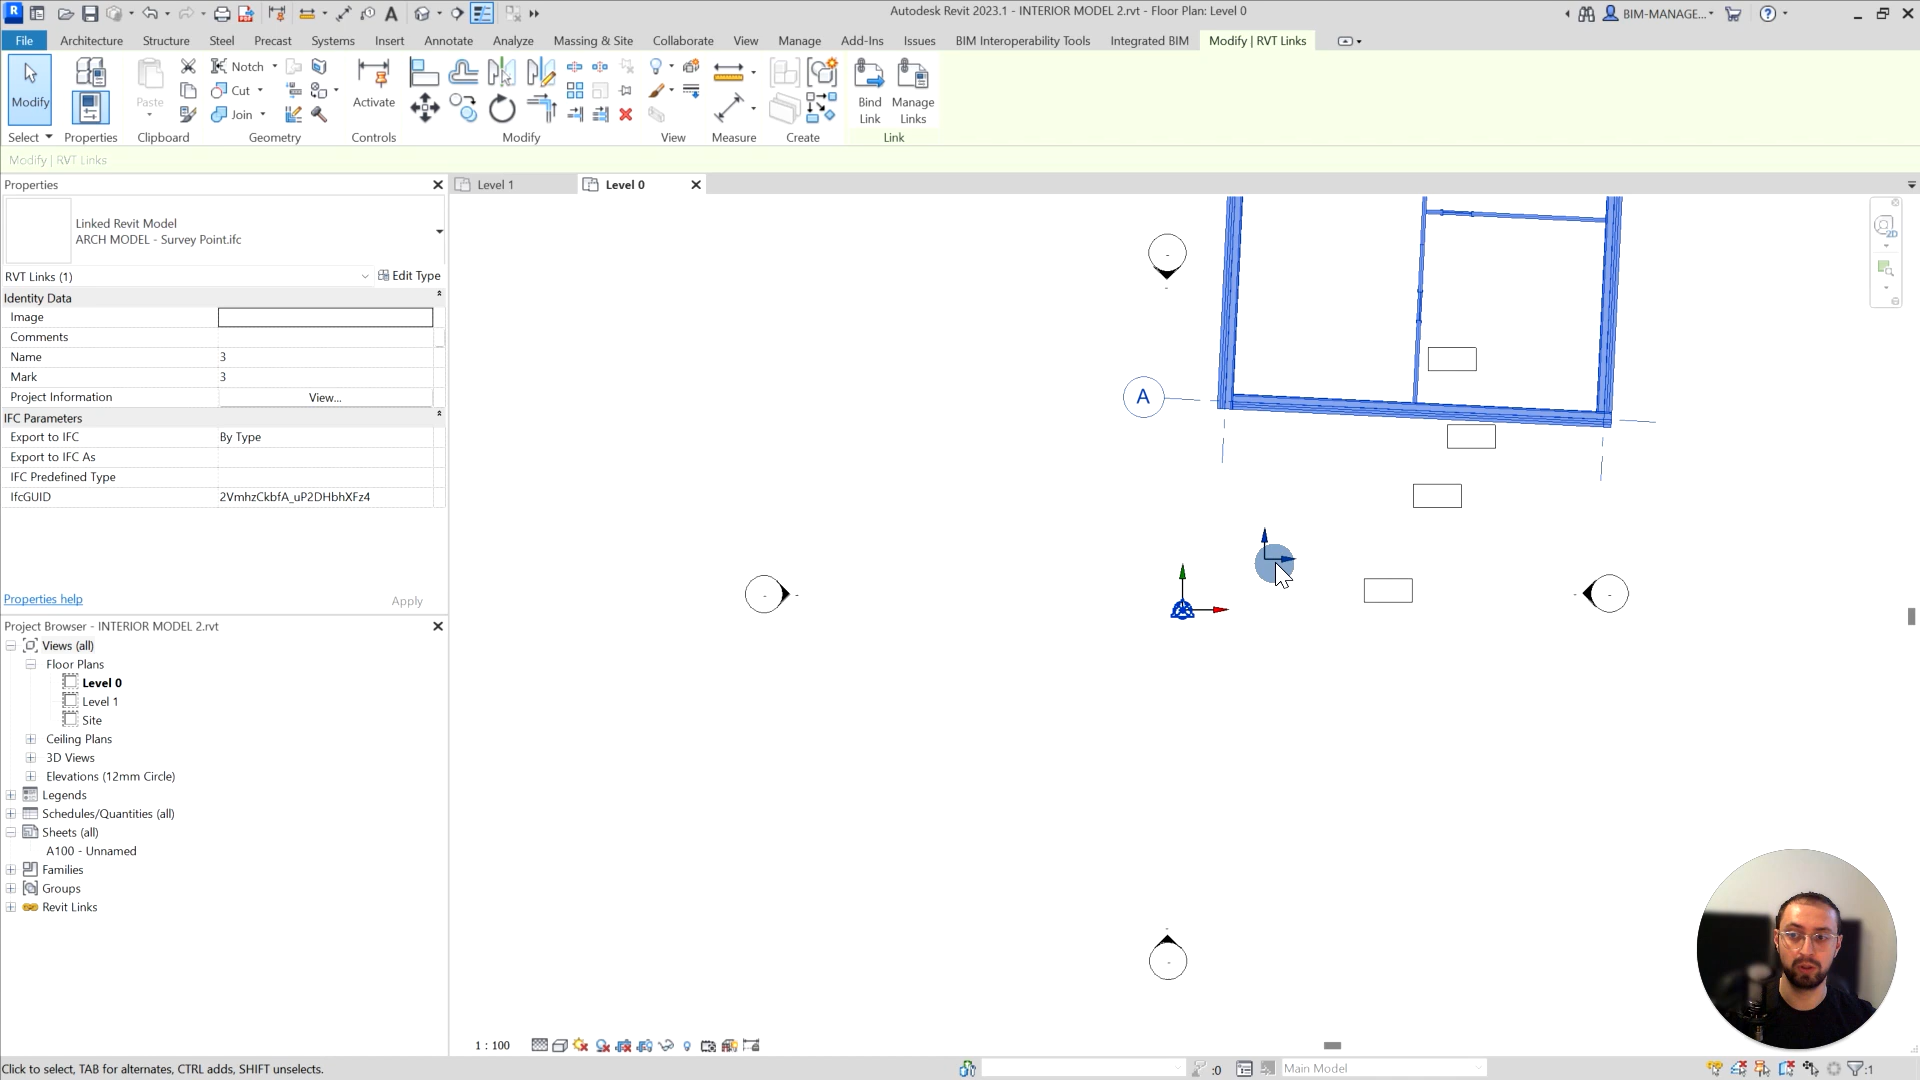 Autodesk Revit 2023.1 - INTERIOR MODEL 2.rvt - Floor Plan: Level 0
BIM-MANAGE...
File Architecture Structure Steel Precast Systems Insert Annotate Analyze Massing & Site Collaborate View Manage Add-Ins Issues BIM Interoperability Tools Integrated BIM Modify | RVT Links
Modify
Paste
Notch
Cut
Join
Activate
Bind Link
Manage Links
Select Properties Clipboard Geometry Controls Modify View Measure Create Link
Modify | RVT Links
Properties
Level 1
Level 0
Linked Revit Model
ARCH MODEL - Survey Point.ifc
RVT Links (1)
Edit Type
Identity Data
Image
Comments
Name 3
Mark 3
Project Information View...
IFC Parameters
Export to IFC By Type
Export to IFC As
IFC Predefined Type
IfcGUID 2VmhzCkbfA_uP2DHbhXFz4
Properties help
Apply
Project Browser - INTERIOR MODEL 2.rvt
Views (all)
Floor Plans
Level 0
Level 1
Site
Ceiling Plans
3D Views
Elevations (12mm Circle)
Legends
Schedules/Quantities (all)
Sheets (all)
A100 - Unnamed
Families
Groups
Revit Links
A
2D
1 : 100
Click to select, TAB for alternates, CTRL adds, SHIFT unselects.
:0
Main Model
:1